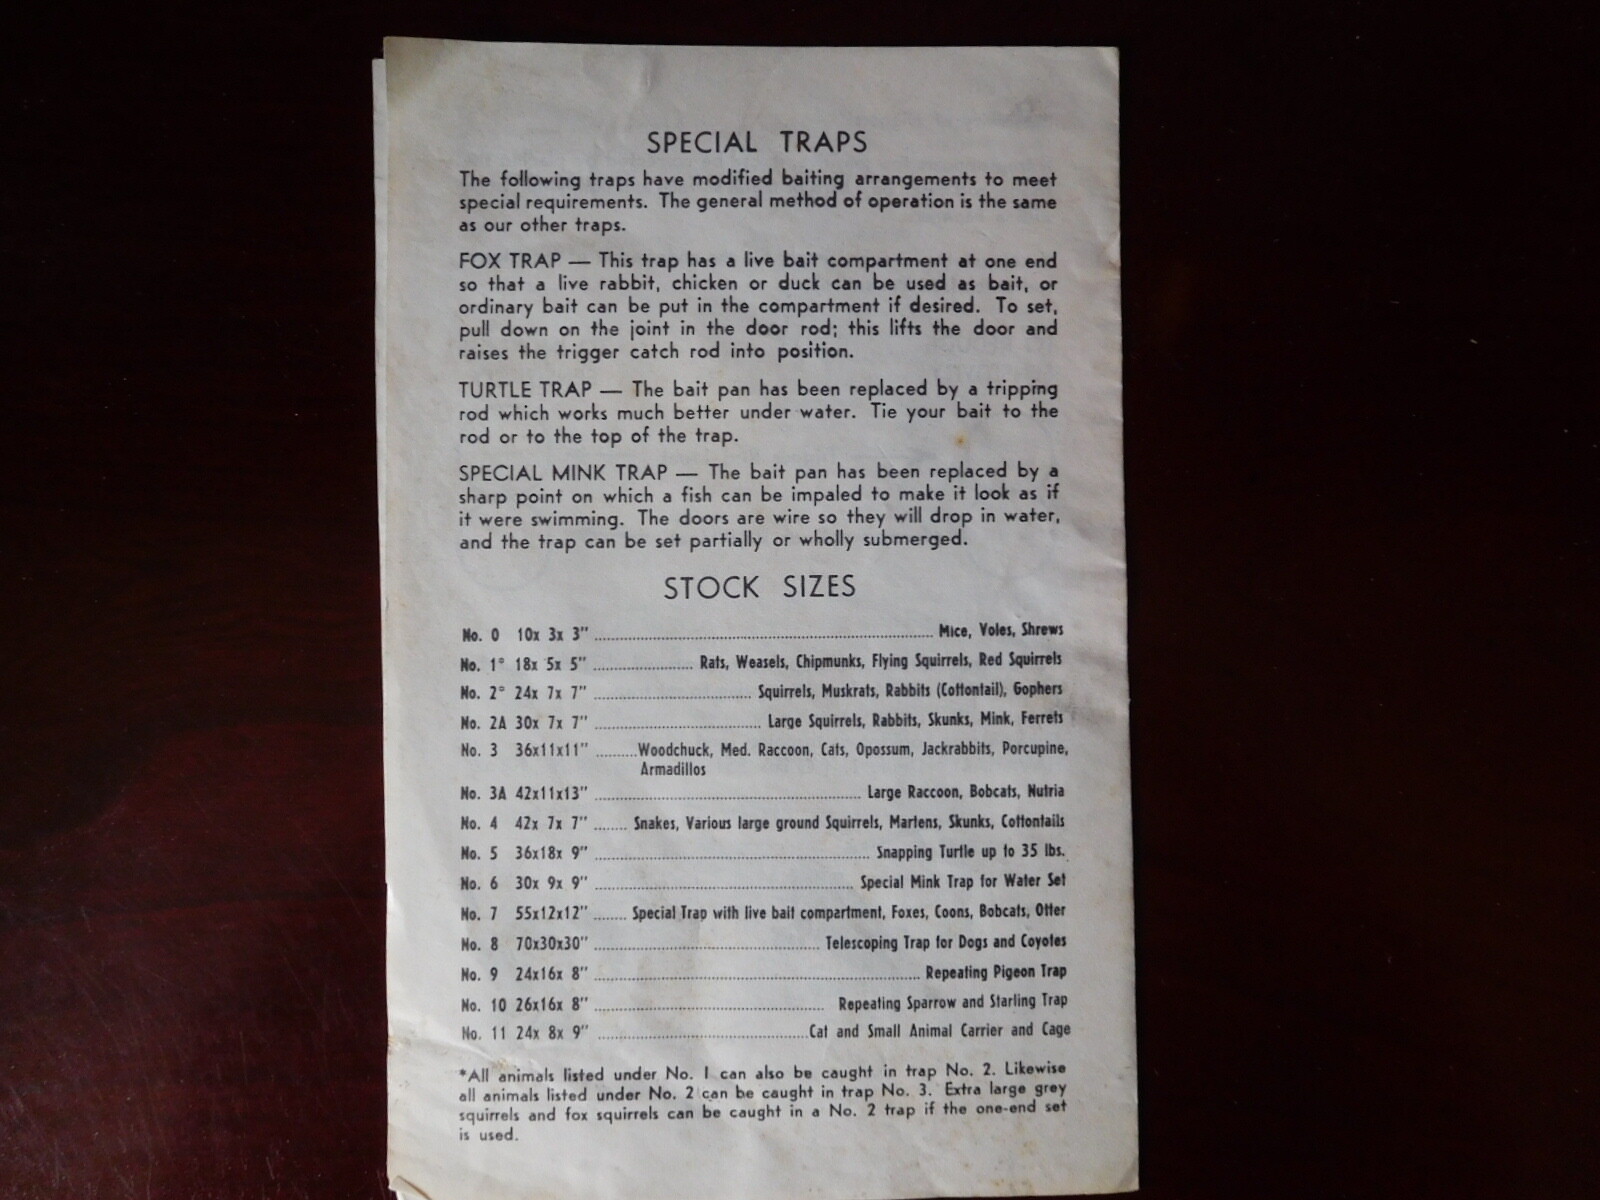 SPECIAL TRAPS
The following traps have modified baiting arrangements to meet
special requirements. The general method of operation is the same
as our other traps.
FOX TRAP — This trap has a live bait compartment at one end
so that a live rabbit, chicken or duck can be used as bait, or
ordinary bait can be put in the compartment if desired. To set,
pull down on the joint in the door rod; this lifts the door and
raises the trigger catch rod into position.
TURTLE TRAP — The bait pan has been replaced by a tripping
rod which works much better under water. Tie your bait to the
rod or to the top of the trap.
SPECIAL MINK TRAP — The bait pan has been replaced by a
sharp point on which a fish can be impaled to make it look as if
it were swimming. The doors are wire so they will drop in water,
and the trap can be set partially or wholly submerged.
STOCK SIZES
No. 0 10x 3x 3" ........ Mice, Voles, Shrews
No. 1* 18x 5x 5" ........ Rats, Weasels, Chipmunks, Flying Squirrels, Red Squirrels
No. 2* 24x 7x 7" ........ Squirrels, Muskrats, Rabbits (Cottontail), Gophers
No. 2A 30x 7x 7" ........ Large Squirrels, Rabbits, Skunks, Mink, Ferrets
No. 3 36x11x11" ........ Woodchuck, Med. Raccoon, Cats, Opossum, Jackrabbits, Porcupine,
Armadillos
No. 3A 42x11x13" ........ Large Raccoon, Bobcats, Nutria
No. 4 42x 7x 7" ........ Snakes, Various large ground Squirrels, Martens, Skunks, Cottontails
No. 5 36x18x 9" ........ Snapping Turtle up to 35 lbs.
No. 6 30x 9x 9" ........ Special Mink Trap for Water Set
No. 7 55x12x12" ........ Special Trap with live bait compartment, Foxes, Coons, Bobcats, Otter
No. 8 70x30x30" ........ Telescoping Trap for Dogs and Coyotes
No. 9 24x16x 8" ........ Repeating Pigeon Trap
No. 10 26x16x 8" ........ Repeating Sparrow and Starling Trap
No. 11 24x 8x 9" ........ Cat and Small Animal Carrier and Cage
*All animals listed under No. 1 can also be caught in trap No. 2. Likewise
all animals listed under No. 2 can be caught in trap No. 3. Extra large grey
squirrels and fox squirrels can be caught in a No. 2 trap if the one-end set
is used.